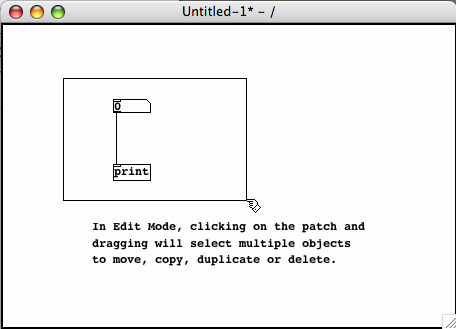 Untitled-1* - /
0
print
In Edit Mode, clicking on the patch and
dragging will select multiple objects
to move, copy, duplicate or delete.